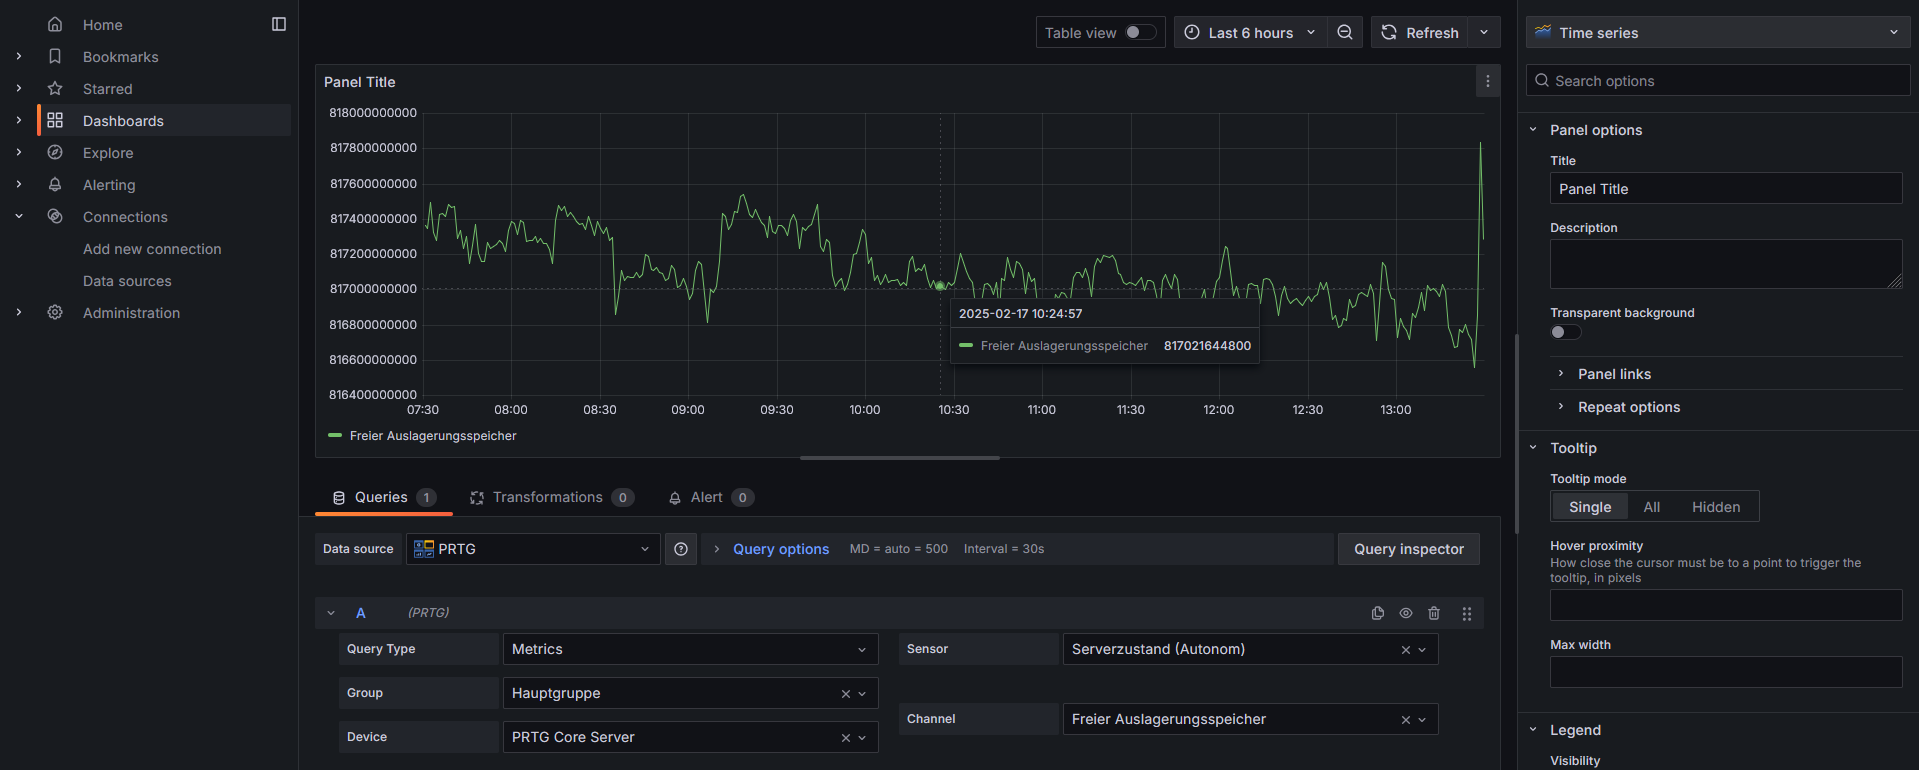 Home
Bookmarks
Starred
Dashboards
Explore
Alerting
Connections
Add new connection
Data sources
Administration
Table view
Last 6 hours
Refresh
Panel Title
818000000000
817800000000
817600000000
817400000000
817200000000
817000000000
816800000000
816600000000
816400000000
07:30 08:00 08:30 09:00 09:30 10:00 10:30 11:00 11:30 12:00 12:30 13:00
2025-02-17 10:24:57
Freier Auslagerungsspeicher 817021644800
Freier Auslagerungsspeicher
Queries 1 Transformations 0 Alert 0
Data source PRTG Query options MD = auto = 500 Interval = 30s Query inspector
A (PRTG)
Query Type Metrics
Sensor Serverzustand (Autonom)
Group Hauptgruppe
Channel Freier Auslagerungsspeicher
Device PRTG Core Server
Time series
Search options
Panel options
Title
Panel Title
Description
Transparent background
Panel links
Repeat options
Tooltip
Tooltip mode
Single All Hidden
Hover proximity
How close the cursor must be to a point to trigger the
tooltip, in pixels
Max width
Legend
Visibility